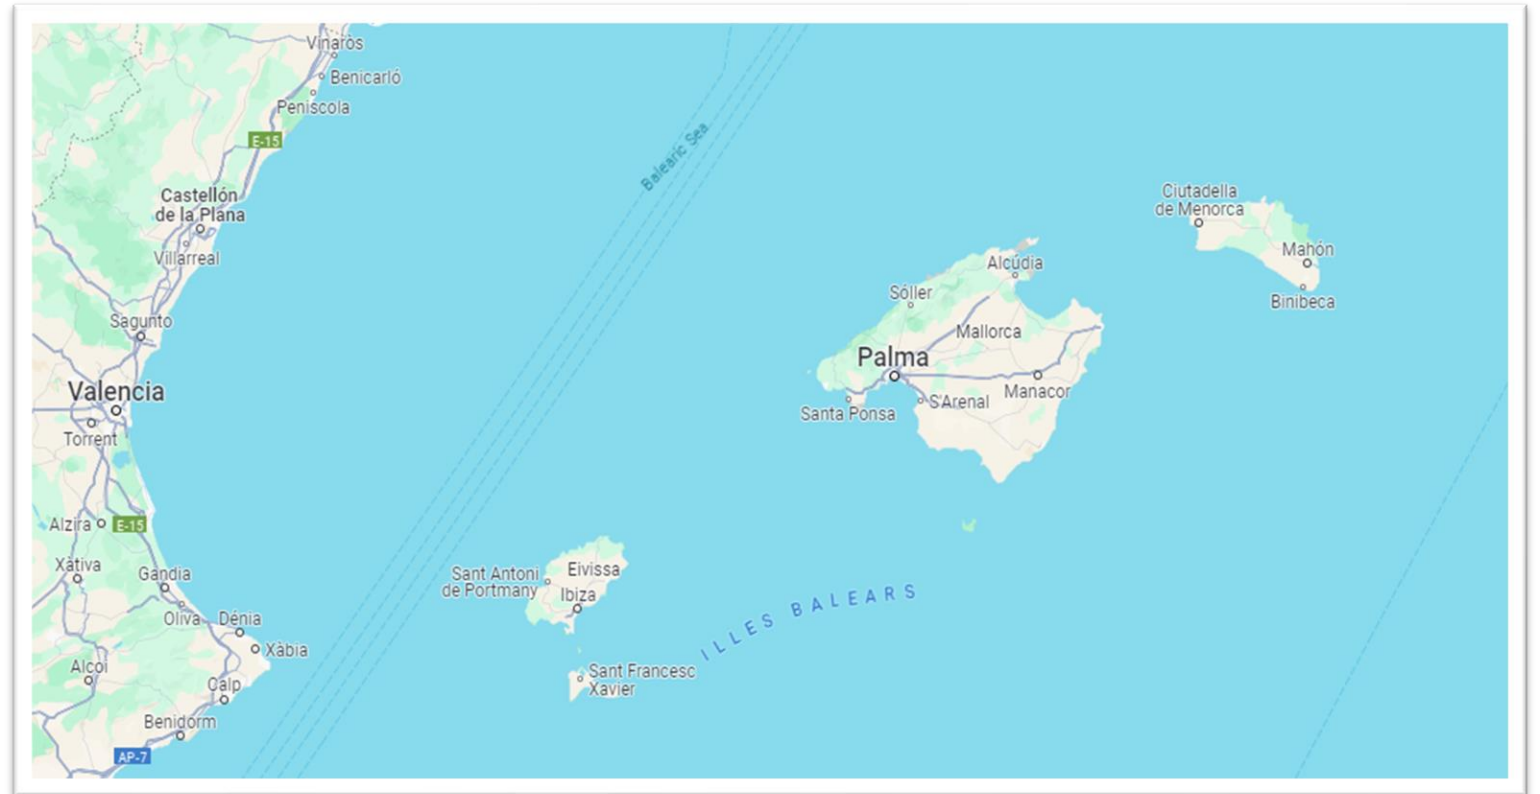 Vinaròs
Benicarló
Peniscola
E-15
Balearic Sea
Castellón
de la Plana
Villarreal
Ciutadella
de Menorca
Mahón
Binibeca
Alcúdia
Sóller
Sagunto
Mallorca
Palma
Valencia
Manacor
S'Arenal
Santa Ponsa
Torrent
Alzira
E-15
Xàtiva
Gandia
Sant Antoni
de Portmany
Eivissa
Ibiza
ILLES BALEARS
Oliva
Dénia
Xàbia
Alcoi
Sant Francesc
Xavier
Calp
Benidorm
AP-7